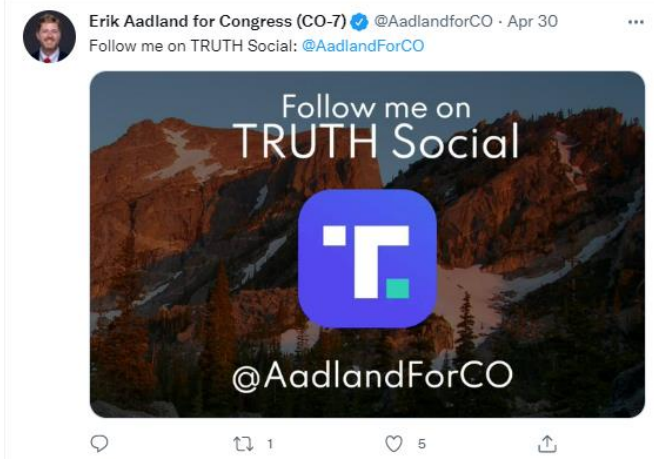 Erik Aadland for Congress (CO-7) @AadlandforCO · Apr 30
Follow me on TRUTH Social: @AadlandForCO
Follow me on
TRUTH Social
T.
@AadlandForCO
1 5